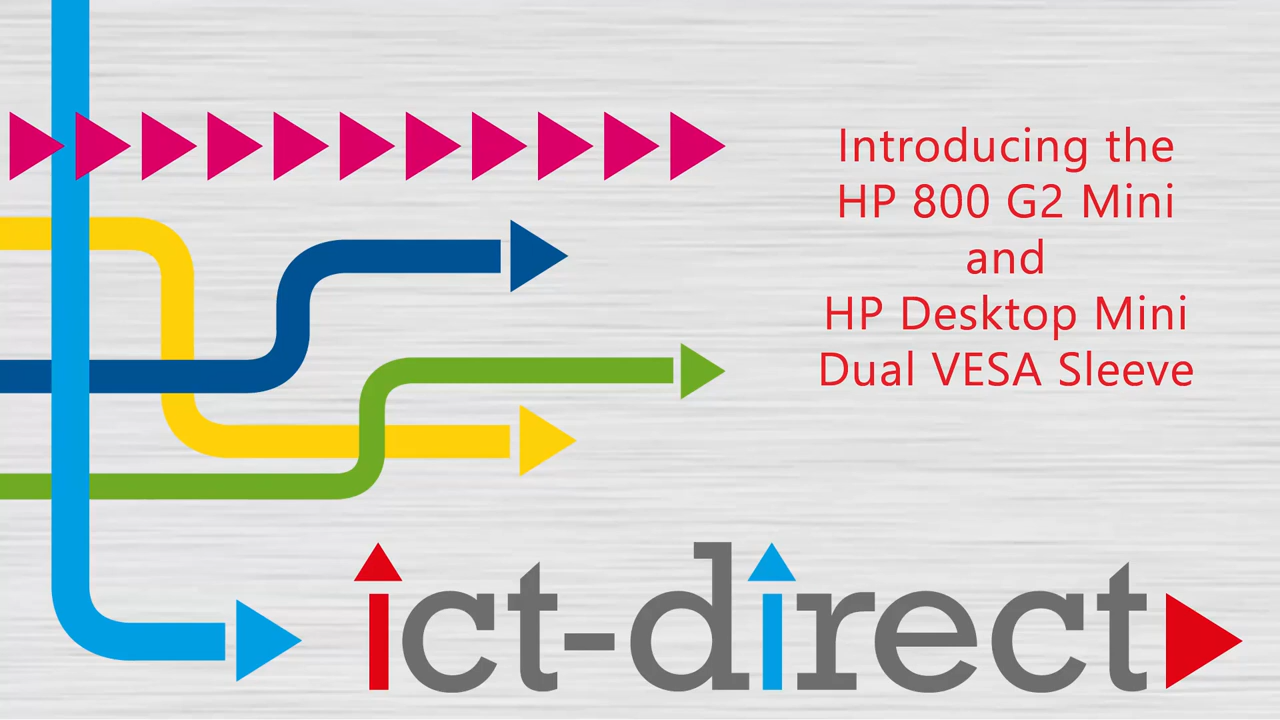 Introducing the
HP 800 G2 Mini
and
HP Desktop Mini
Dual VESA Sleeve
ict-direct